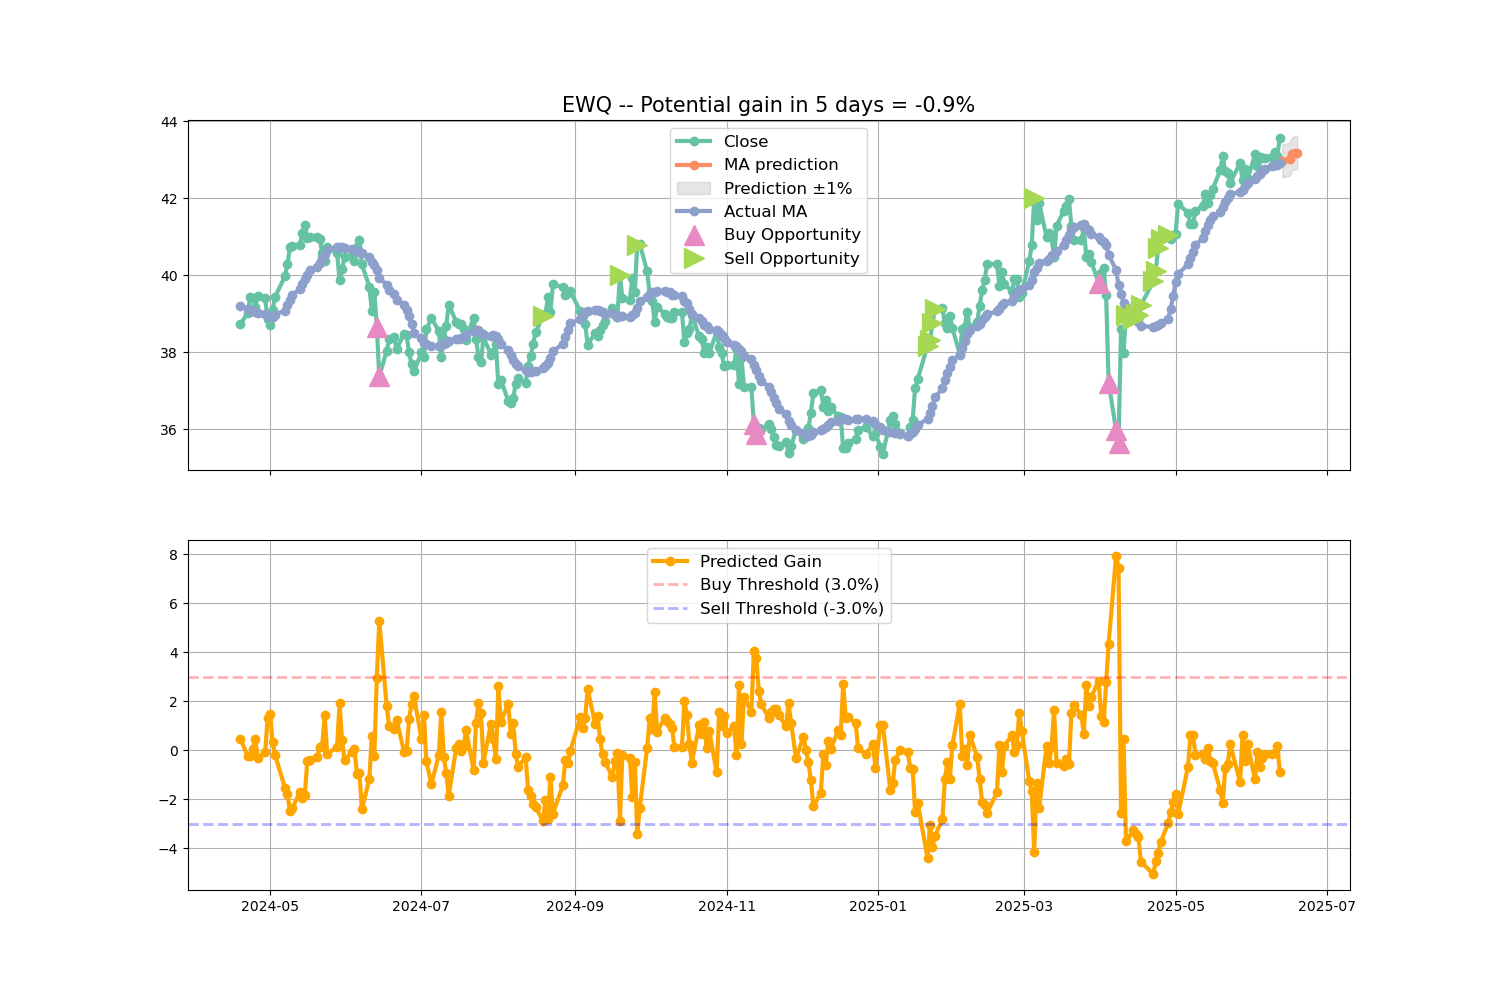 EWQ -- Potential gain in 5 days = -0.9%
44
42
40
38
36
Close
MA prediction
Prediction ±1%
Actual MA
Buy Opportunity
Sell Opportunity
8
6
4
2
0
−2
−4
Predicted Gain
Buy Threshold (3.0%)
Sell Threshold (-3.0%)
2024-05 2024-07 2024-09 2024-11 2025-01 2025-03 2025-05 2025-07